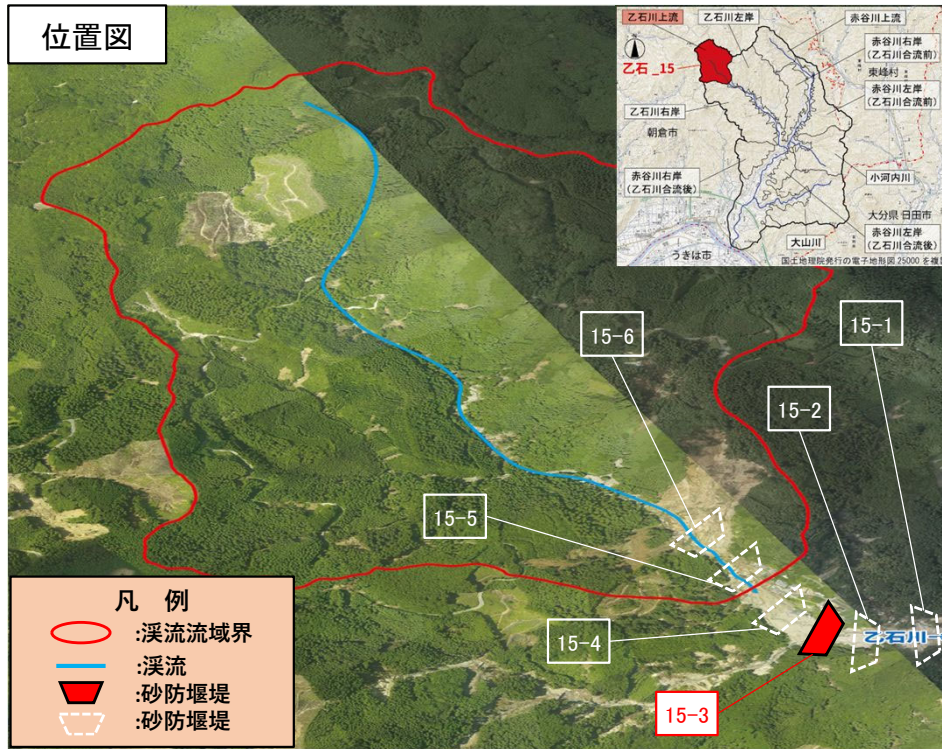 位置図
乙石川上流
乙石川左岸
赤谷川上流
赤谷川右岸
(乙石川合流前)
東峰村
乙石_15
赤谷川左岸
(乙石川合流前)
乙石川右岸
朝倉市
小河内川
赤谷川右岸
(乙石川合流後)
大分県 日田市
赤谷川左岸
(乙石川合流後)
大山川
うきは市
国土地理院発行の電子地形図25000を複
15-6
15-1
15-2
15-5
15-4
乙石川
15-3
凡 例
:渓流流域界
:渓流
:砂防堰堤
:砂防堰堤